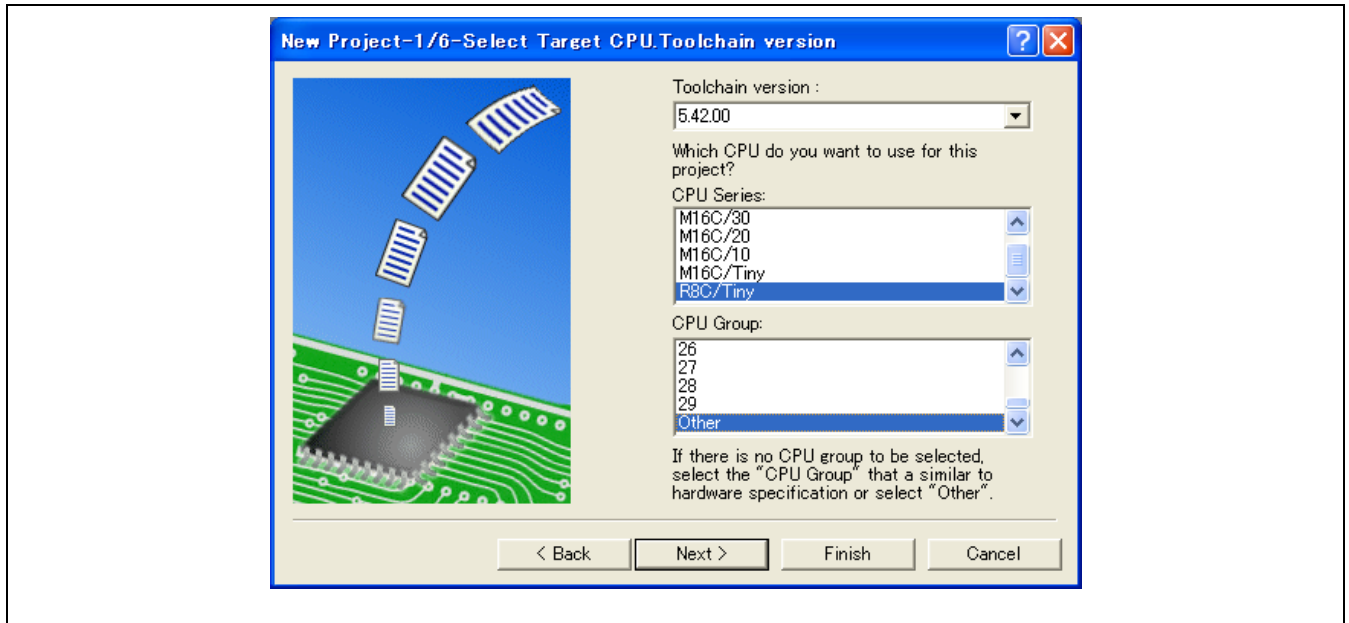 New Project-1/6-Select Target CPU.Toolchain version
Toolchain version :
5.42.00
Which CPU do you want to use for this
project?
CPU Series:
M16C/30
M16C/20
M16C/10
M16C/Tiny
R8C/Tiny
CPU Group:
26
27
28
29
Other
If there is no CPU group to be selected,
select the "CPU Group" that a similar to
hardware specification or select "Other".
< Back
Next >
Finish
Cancel